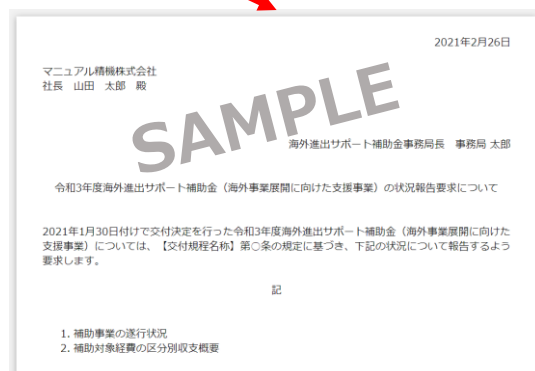 2021年2月26日
マニュアル精機株式会社
社長 山田 太郎 殿
SAMPLE
海外進出サポート補助金事務局長 事務局 太郎
令和3年度海外進出サポート補助金（海外事業展開に向けた支援事業）の状況報告要求について
2021年1月30日付けで交付決定を行った令和3年度海外進出サポート補助金（海外事業展開に向けた
支援事業）については、【交付規程名称】第○条の規定に基づき、下記の状況について報告するよう
要求します。
記
1. 補助事業の遂行状況
2. 補助対象経費の区分別収支概要